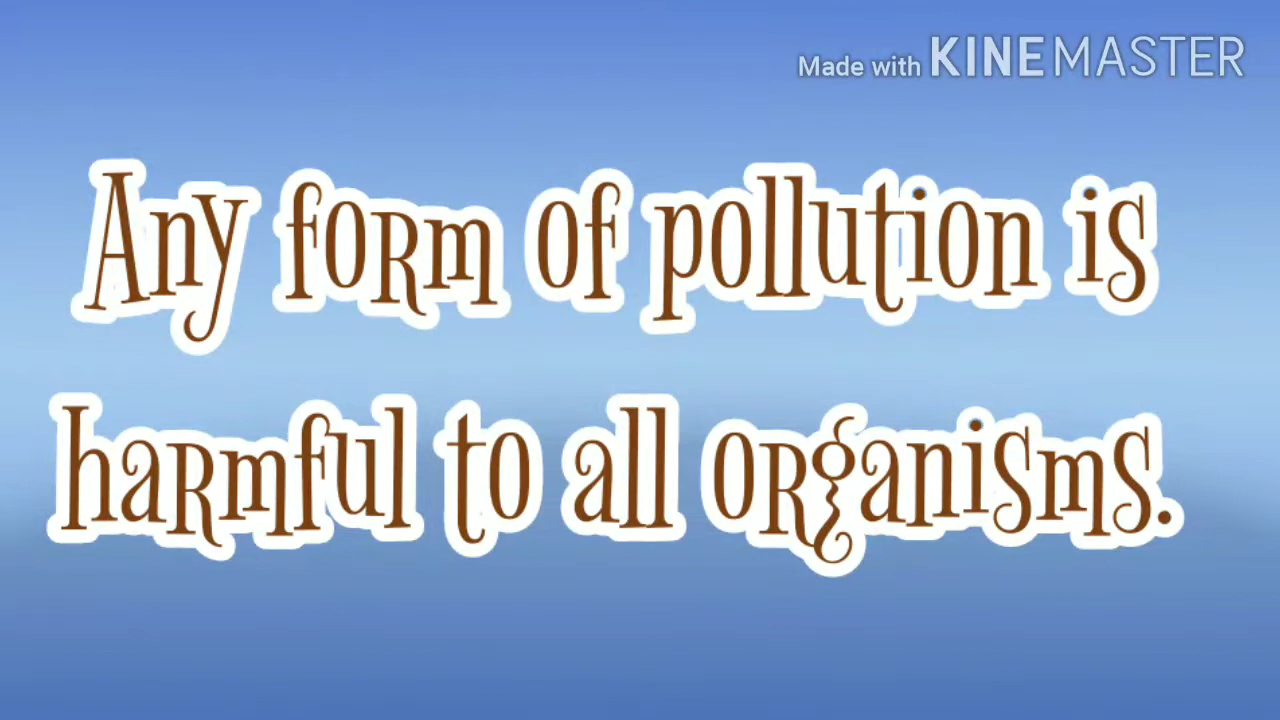 Made with KINEMASTER
Any form of pollution is
harmful to all organisms.